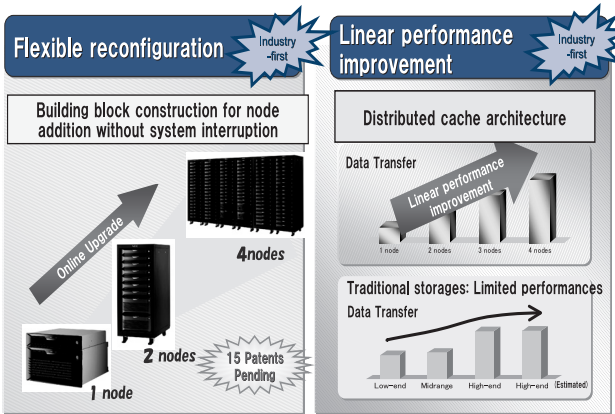 Flexible reconfiguration
Industry
-first
Building block construction for node
addition without system interruption
Online Upgrade
4nodes
2 nodes
1 node
15 Patents
Pending
Linear performance
improvement
Industry
-first
Distributed cache architecture
Data Transfer
Linear performance
improvement
1 node
2 nodes
3 nodes
4 nodes
Traditional storages: Limited performances
Data Transfer
Low-end
Midrange
High-end
High-end
(Estimated)